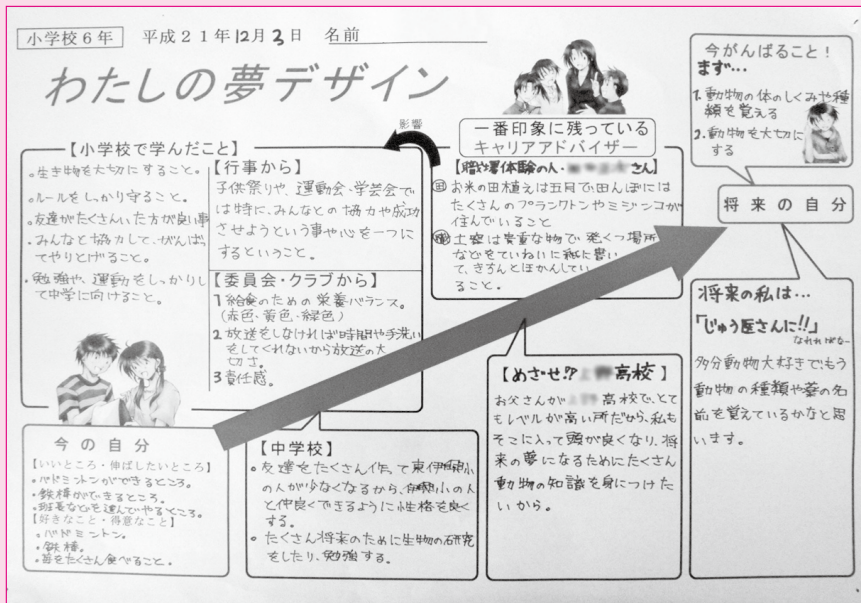 小学校6年 平成21年12月3日 名前
わたしの夢デザイン
影響
【小学校で学んだこと】
。生き物を大切にすること。
。ルールをしっかり守ること。
。友達がたくさんいた方が良い事
・みんなと協力して、がんば
てやりとげること。
・勉強や、運動をしっかりし
て中学に向けること。
【行事から】
子供祭りや、運動会・学芸会で
は特に、みんなとの協力や成功
させようという事や心を一つに
するということ。
【委員会・クラブから】
1 給食のための栄養バランス。
(赤色・黄色・緑色)
2 放送をしなければ時間や手洗い
をしてくれないから放送の大
切さ。
3 責任感。
一番印象に残っている
キャリアアドバイザー
【職場体験の人・さん】
お米の田植えは五月で、田んぼには
たくさんのプランクトンやミジンコが
住んでいること
土器は貴重な物で、発くつ場所
などをていねいに紙に書い
て、きちんとほかんしてい
ること。
今がんばること!
まず…
1. 動物の体のしくみや種
類を覚える
2. 動物を大切に
する
将来の自分
将来の私は…
「じゅう医さんに!!」
なれればなー
多分動物大好きでもう
動物の種類や薬の名
前を覚えているかなと思
います。
【めざせ!?高校】
お父さんが高校で、とて
もレベルが高い所だから、私も
そこに入って頭が良くなり、将
来の夢になるためにたくさん
動物の知識を身につけた
いから。
今の自分
【いいところ・伸ばしたいところ】
・バドミントンができるところ。
・鉄棒ができるところ。
・班長などを進んでやるところ。
【好きなこと・得意なこと】
・バドミントン。
・鉄棒。
・苺をたくさん食べること。
【中学校】
。友達をたくさん作って東伊小
の人が少なくなるから、小の人
と仲良くできるように性格を良く
する。
。たくさん将来のために生物の研究
をしたり、勉強する。